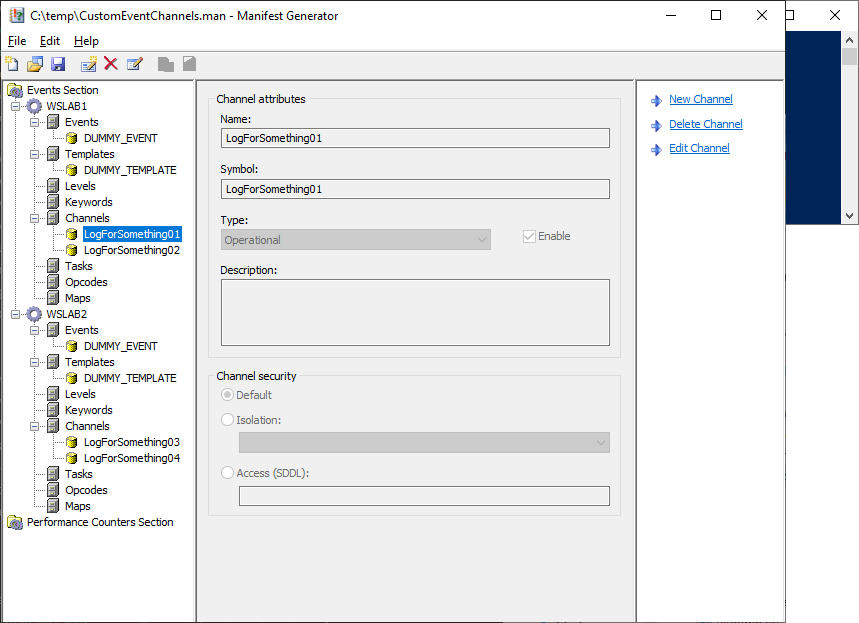 C:\temp\CustomEventChannels.man - Manifest Generator
File Edit Help
Events Section
WSLAB1
Events
DUMMY_EVENT
Templates
DUMMY_TEMPLATE
Levels
Keywords
Channels
LogForSomething01
LogForSomething02
Tasks
Opcodes
Maps
WSLAB2
Events
DUMMY_EVENT
Templates
DUMMY_TEMPLATE
Levels
Keywords
Channels
LogForSomething03
LogForSomething04
Tasks
Opcodes
Maps
Performance Counters Section
Channel attributes
Name:
LogForSomething01
Symbol:
LogForSomething01
Type:
Operational Enable
Description:
Channel security
Default
Isolation:
Access (SDDL):
New Channel
Delete Channel
Edit Channel